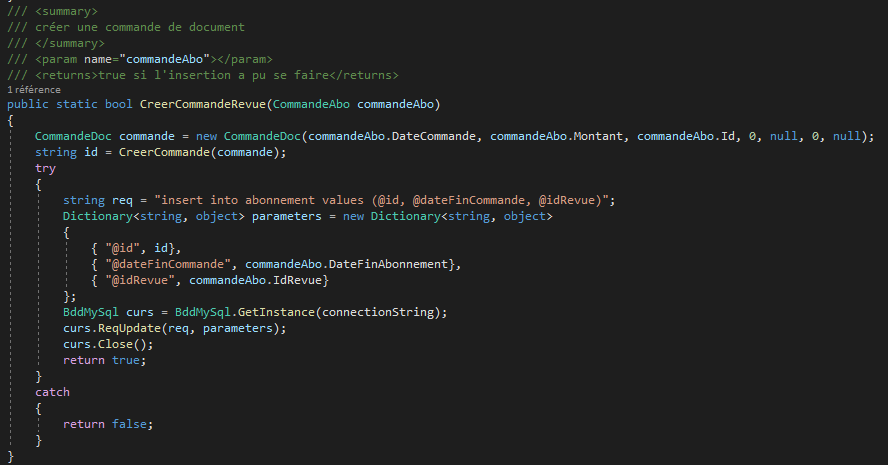 /// <summary>
/// créer une commande de document
/// </summary>
/// <param name="commandeAbo"></param>
/// <returns>true si l'insertion a pu se faire</returns>
1 référence
public static bool CreerCommandeRevue(CommandeAbo commandeAbo)
{
CommandeDoc commande = new CommandeDoc(commandeAbo.DateCommande, commandeAbo.Montant, commandeAbo.Id, 0, null, 0, null);
string id = CreerCommande(commande);
try
{
string req = "insert into abonnement values (@id, @dateFinCommande, @idRevue)";
Dictionary<string, object> parameters = new Dictionary<string, object>
{
{ "@id", id},
{ "@dateFinCommande", commandeAbo.DateFinAbonnement},
{ "@idRevue", commandeAbo.IdRevue}
};
BddMySql curs = BddMySql.GetInstance(connectionString);
curs.ReqUpdate(req, parameters);
curs.Close();
return true;
}
catch
{
return false;
}
}